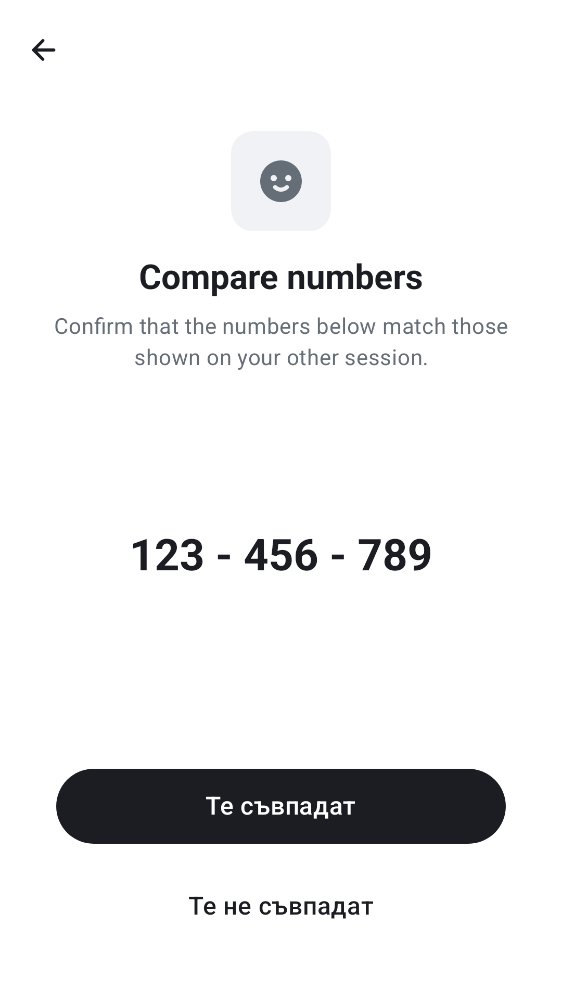 Compare numbers
Confirm that the numbers below match those
shown on your other session.
123 - 456 - 789
Те съвпадат
Те не съвпадат